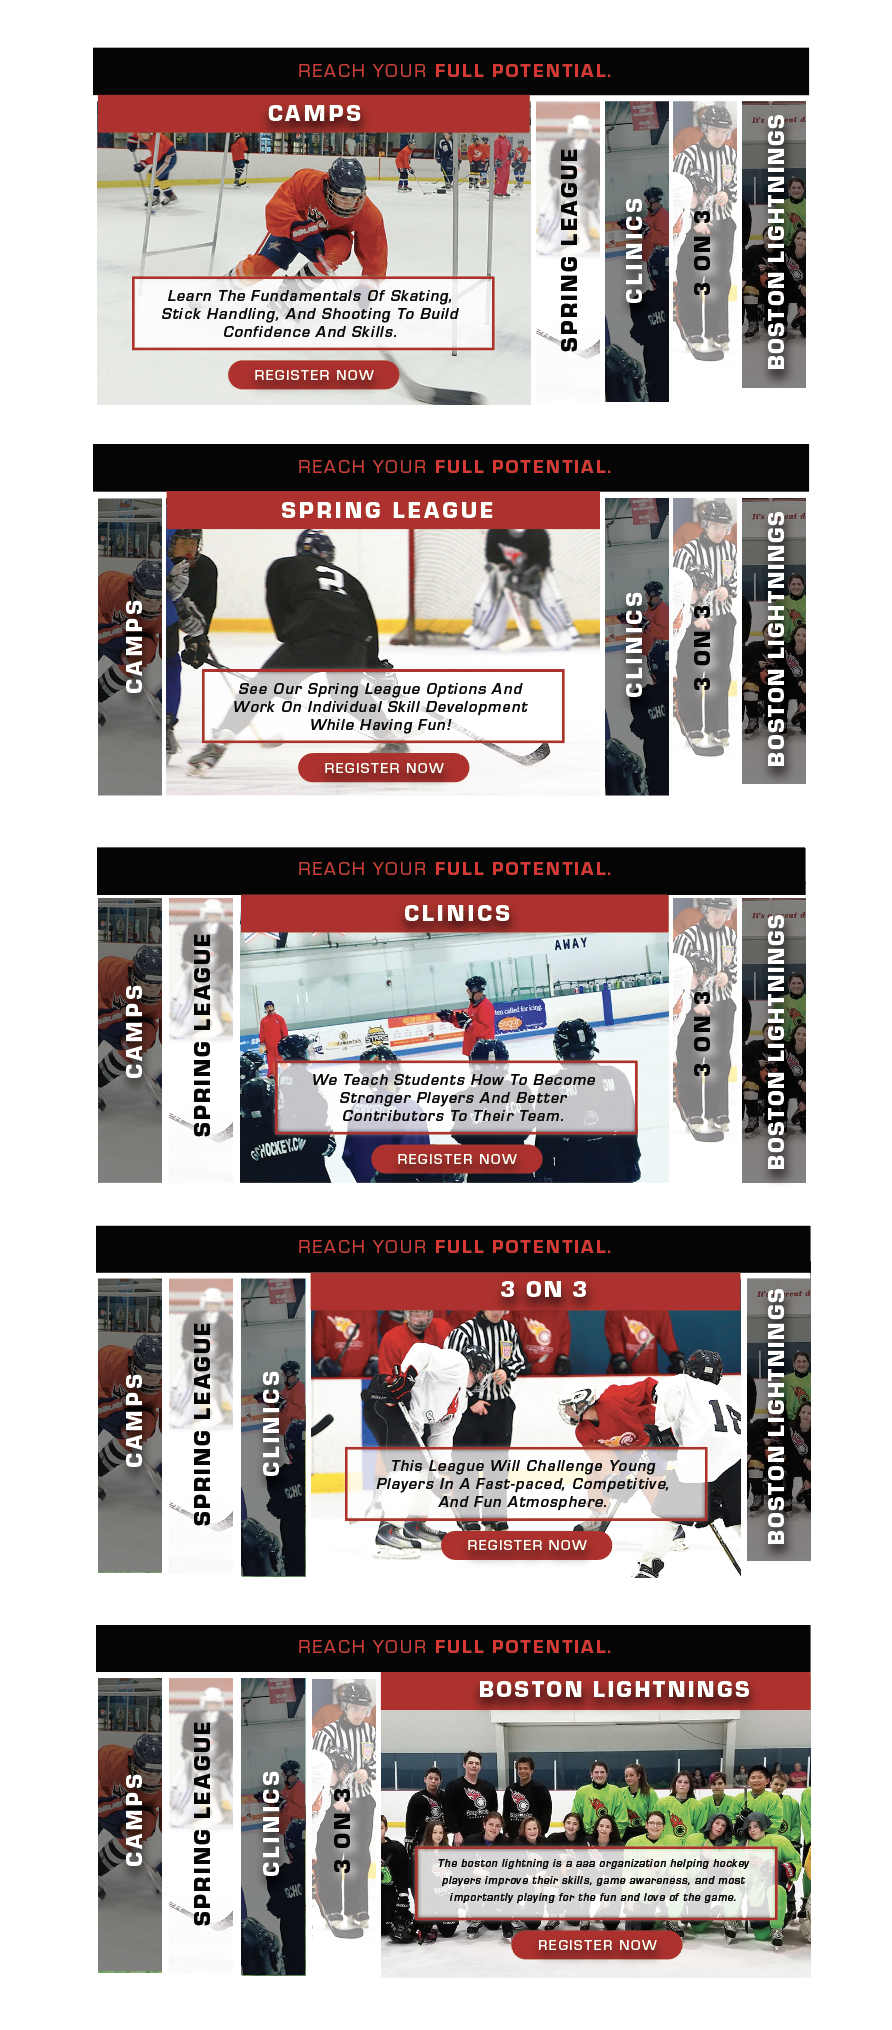 REACH YOUR FULL POTENTIAL.
CAMPS
Learn The Fundamentals Of Skating,
Stick Handling, And Shooting To Build
Confidence And Skills.
REGISTER NOW
SPRING LEAGUE
CLINICS
3 ON 3
BOSTON LIGHTNINGS
REACH YOUR FULL POTENTIAL.
CAMPS
SPRING LEAGUE
2
See Our Spring League Options And
Work On Individual Skill Development
While Having Fun!
REGISTER NOW
CLINICS
3 ON 3
BOSTON LIGHTNINGS
REACH YOUR FULL POTENTIAL.
CAMPS
SPRING LEAGUE
CLINICS
AWAY
We Teach Students How To Become
Stronger Players And Better
Contributors To Their Team.
REGISTER NOW
3 ON 3
BOSTON LIGHTNINGS
REACH YOUR FULL POTENTIAL.
CAMPS
SPRING LEAGUE
CLINICS
3 ON 3
This League Will Challenge Young
Players In A Fast-paced, Competitive,
And Fun Atmosphere.
REGISTER NOW
BOSTON LIGHTNINGS
REACH YOUR FULL POTENTIAL.
CAMPS
SPRING LEAGUE
CLINICS
3 ON 3
BOSTON LIGHTNINGS
The boston lightning is a aaa organization helping hockey
players improve their skills, game awareness, and most
importantly playing for the fun and love of the game.
REGISTER NOW